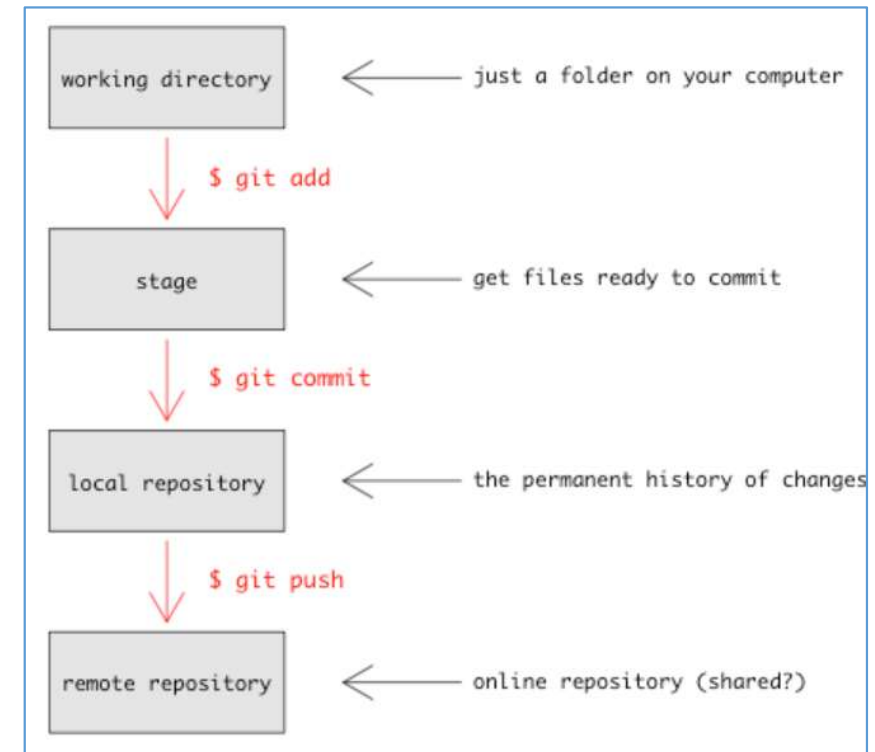 working directory
just a folder on your computer
$ git add
stage
get files ready to commit
$ git commit
local repository
the permanent history of changes
$ git push
remote repository
online repository (shared?)